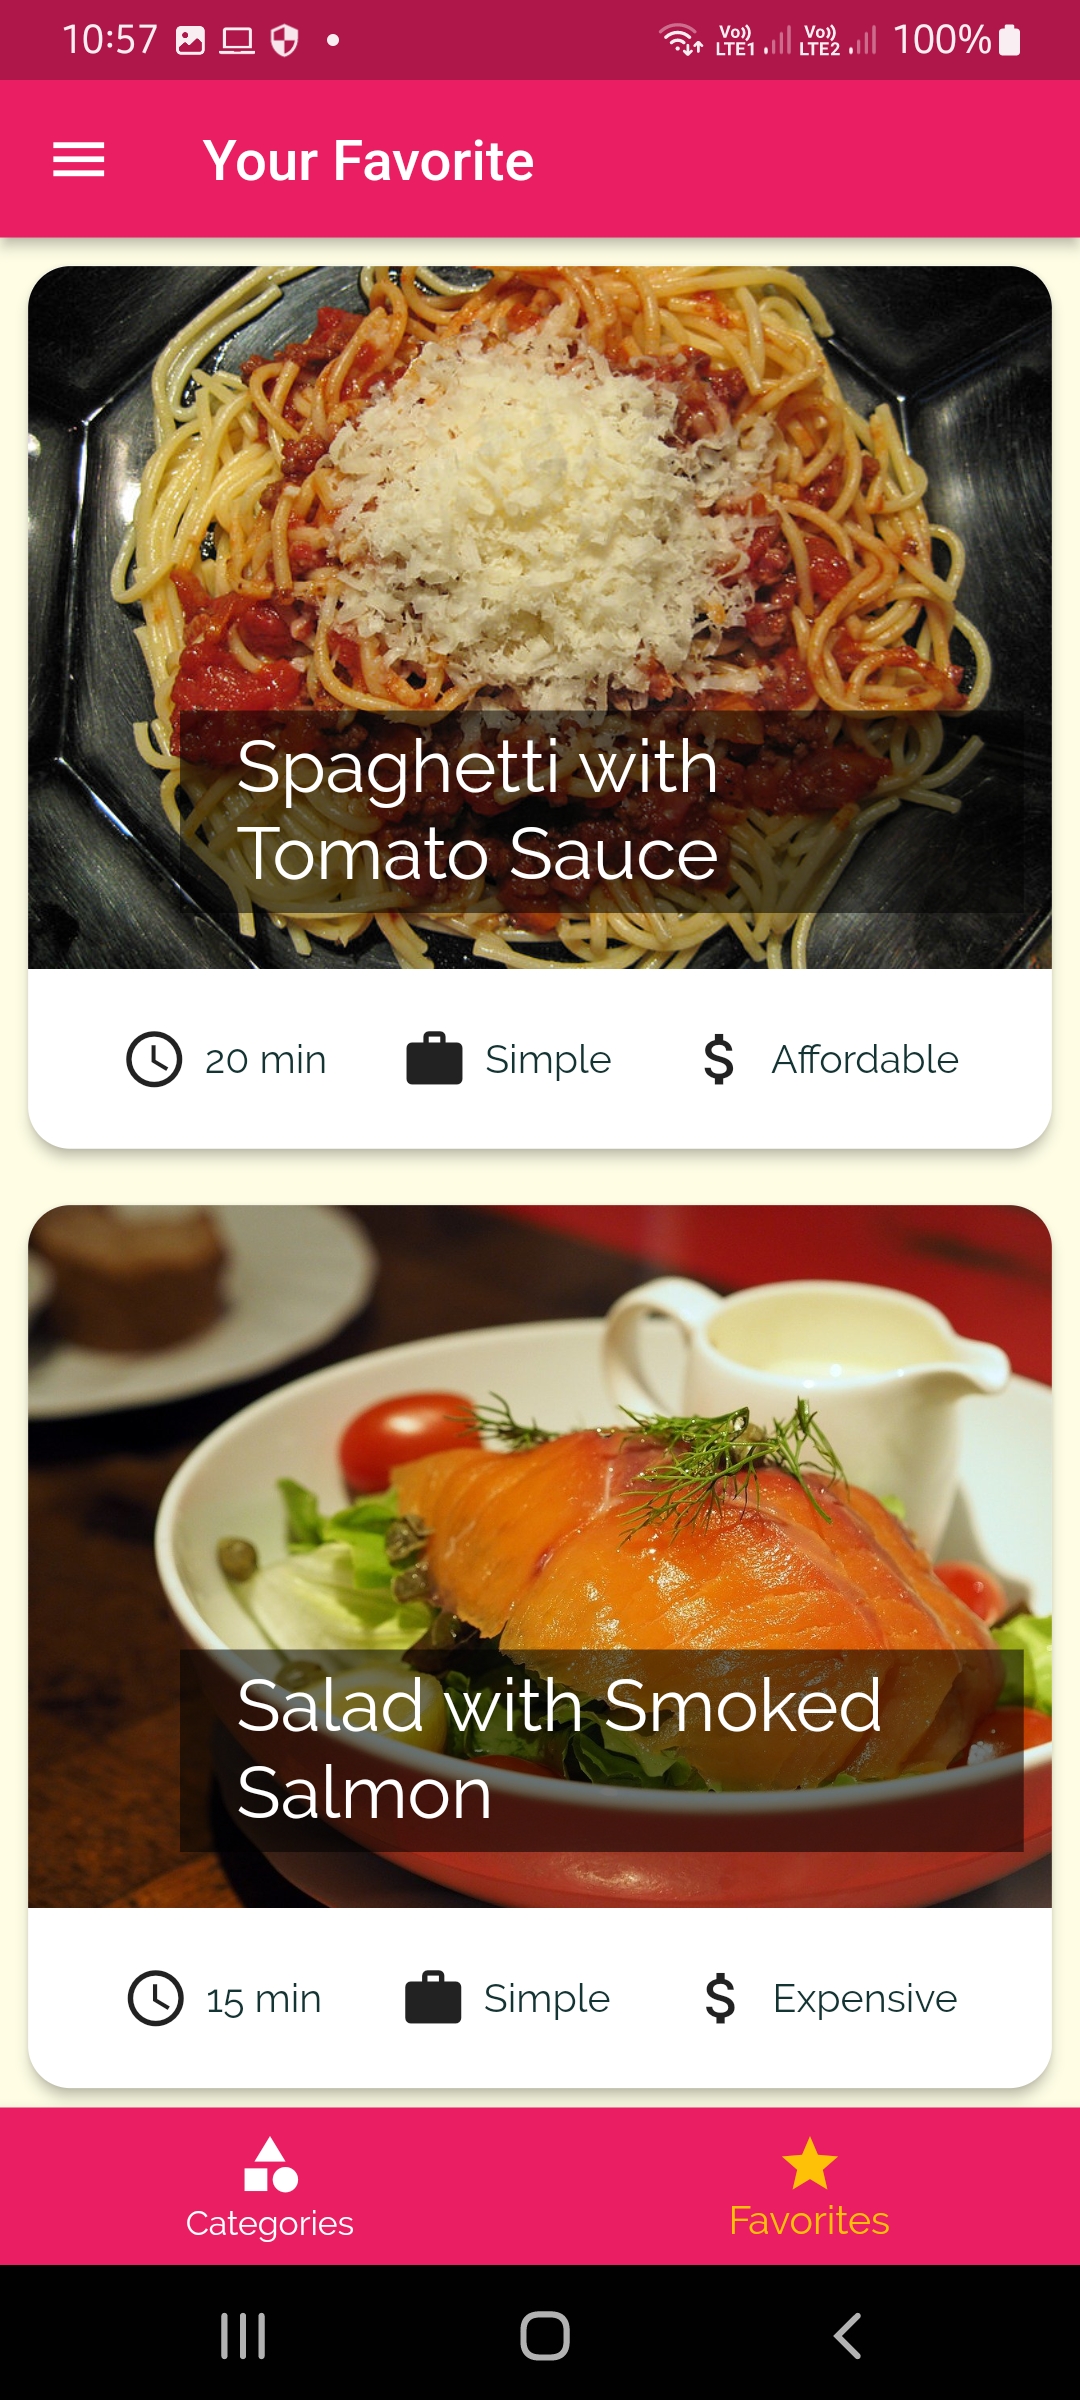 10:57
Vo)) LTE1 Vo)) LTE2 100%
Your Favorite
Spaghetti with
Tomato Sauce
20 min Simple Affordable
Salad with Smoked
Salmon
15 min Simple Expensive
Categories Favorites